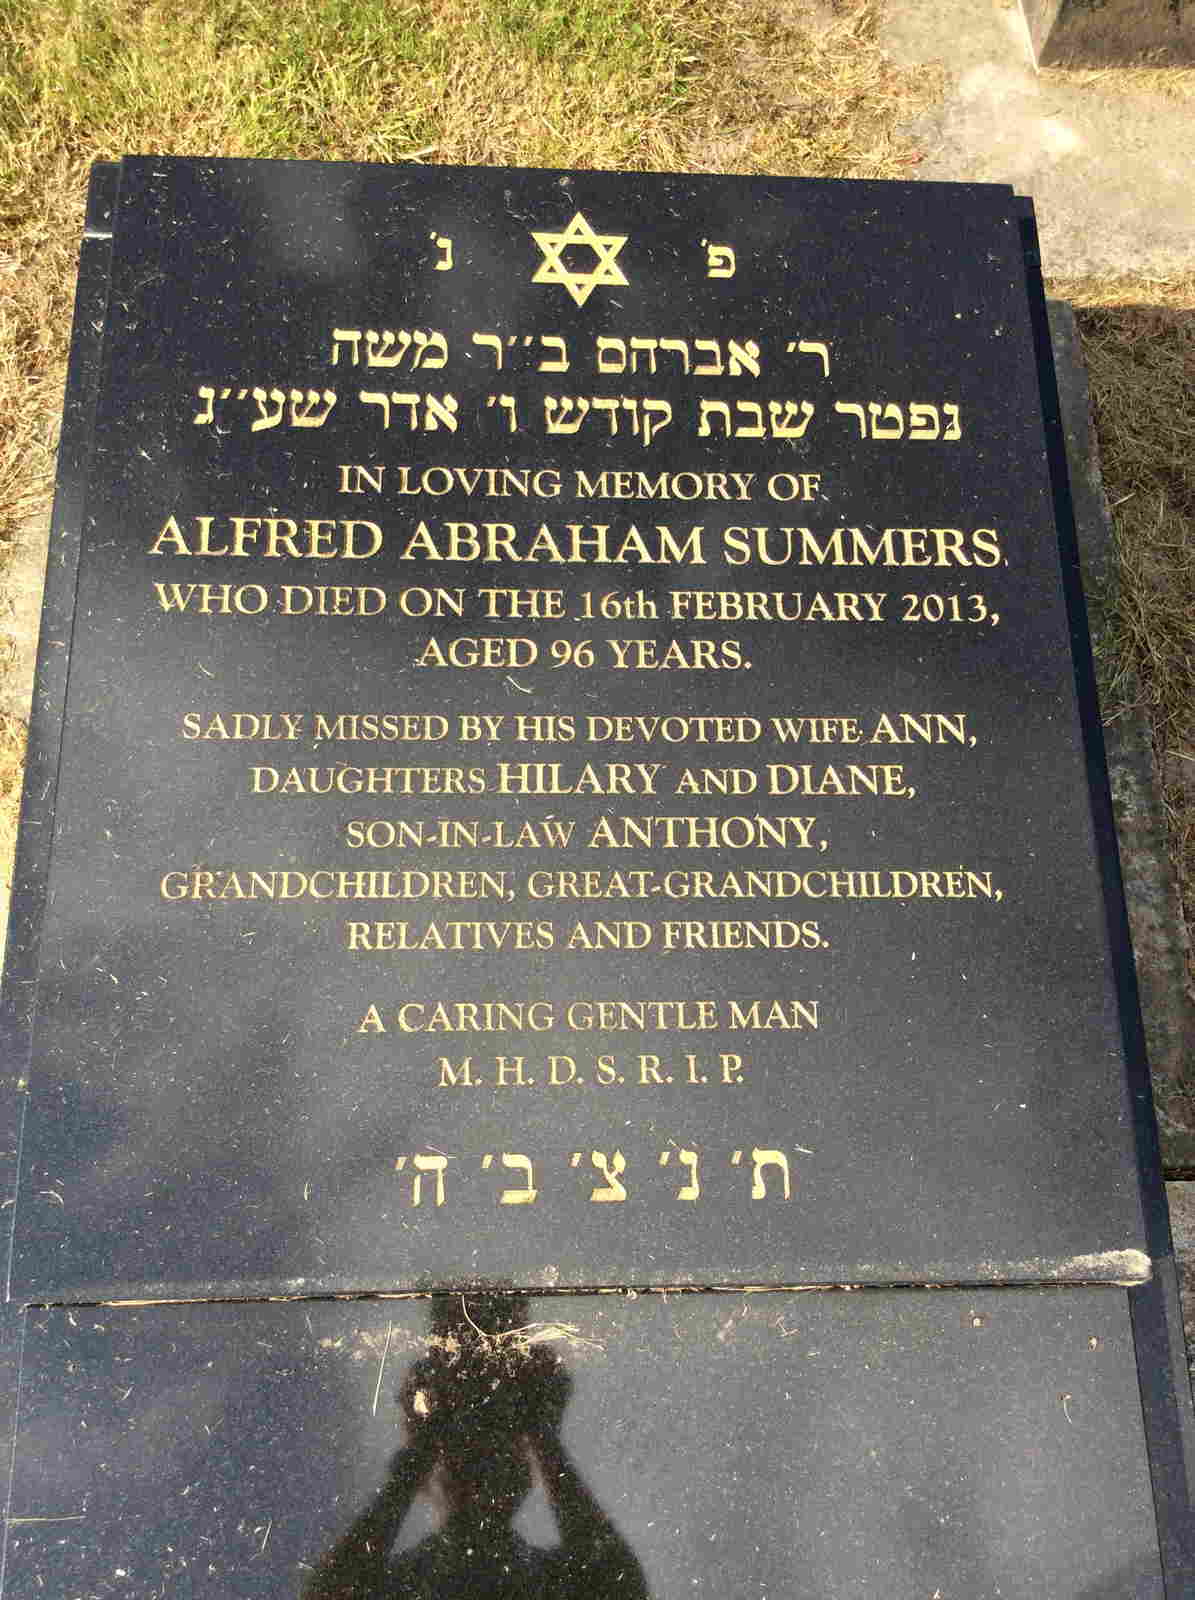 פ׳ נ׳
ר׳ אברהם ב׳׳ר משה
נפטר שבת קודש ו׳ אדר שע׳׳ג
IN LOVING MEMORY OF
ALFRED ABRAHAM SUMMERS
WHO DIED ON THE 16th FEBRUARY 2013,
AGED 96 YEARS.
SADLY MISSED BY HIS DEVOTED WIFE ANN,
DAUGHTERS HILARY AND DIANE,
SON-IN-LAW ANTHONY,
GRANDCHILDREN, GREAT-GRANDCHILDREN,
RELATIVES AND FRIENDS.
A CARING GENTLE MAN
M. H. D. S. R. I. P.
ת׳ נ׳ צ׳ ב׳ ה׳